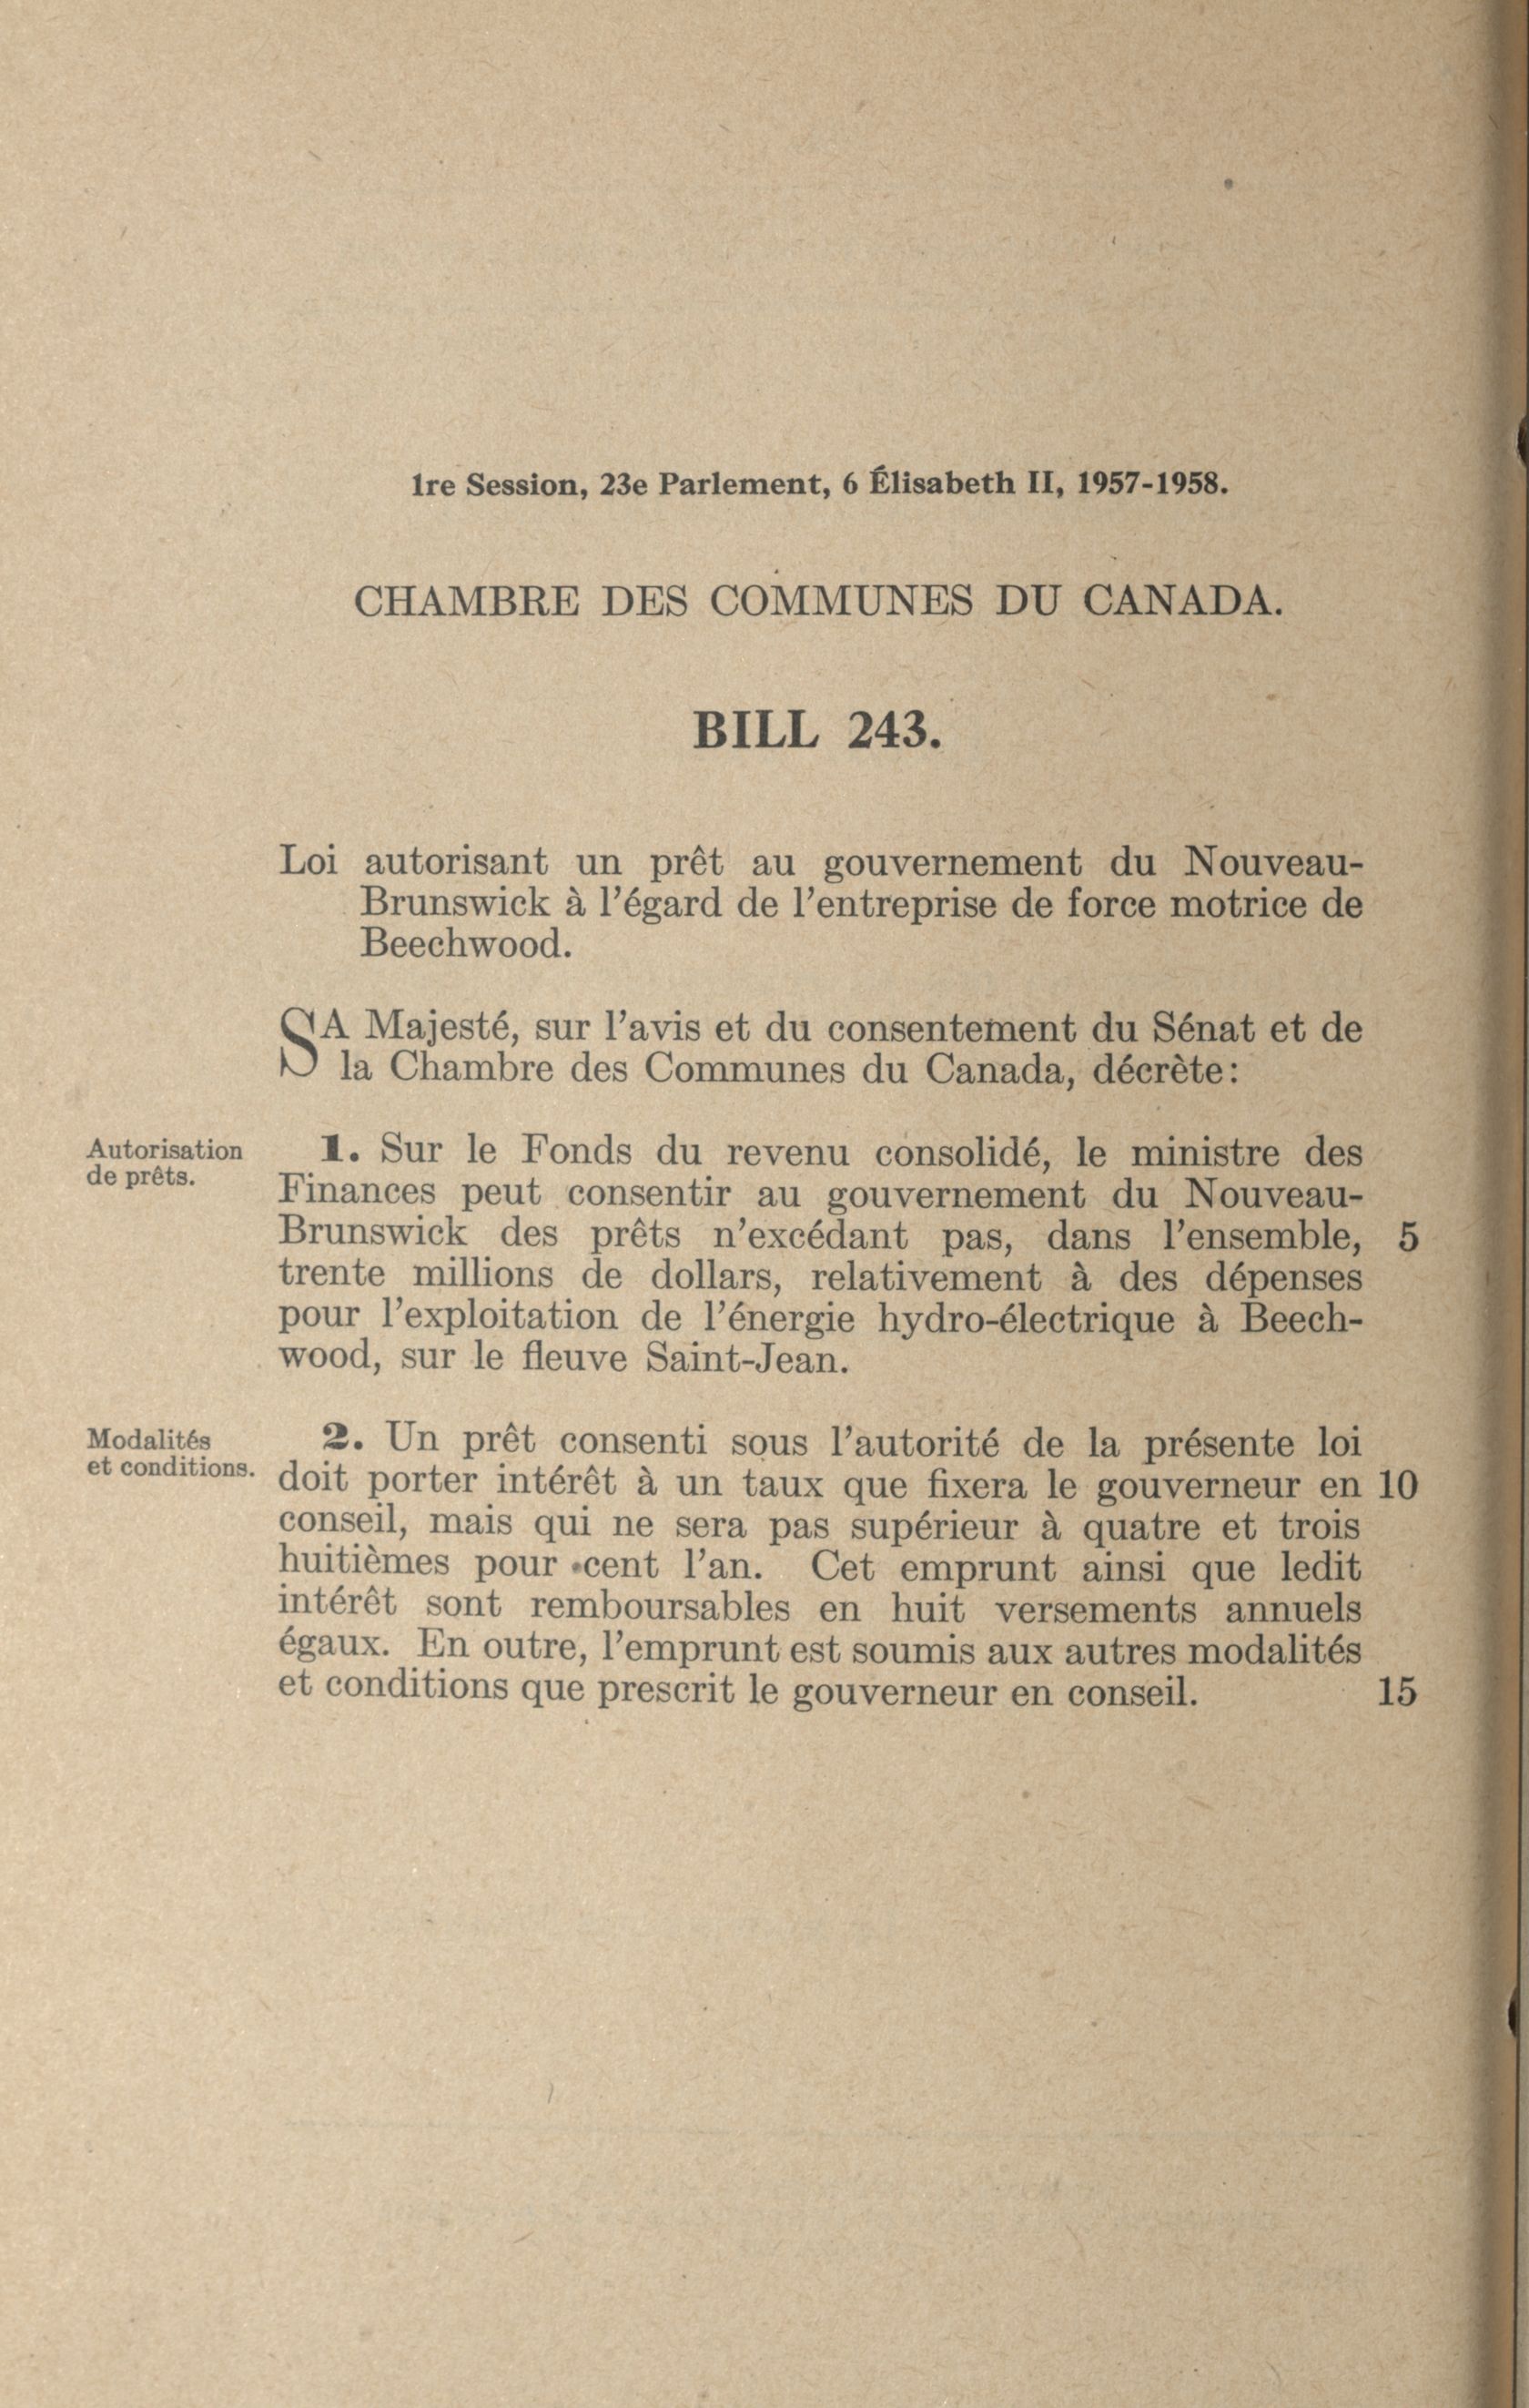 1re Session, 23e Parlement, 6 Élisabeth II, 1957-1958.
CHAMBRE DES COMMUNES DU CANADA.
BILL 243.
Loi autorisant un prêt au gouvernement du Nouveau-
Brunswick à l'égard de l'entreprise de force motrice de
Beechwood.
SA Majesté, sur l'avis et du consentement du Sénat et de
la Chambre des Communes du Canada, décrète:
Autorisation
de prêts.
1. Sur le Fonds du revenu consolidé, le ministre des
Finances peut consentir au gouvernement du Nouveau-
Brunswick des prêts n'excédant pas, dans l'ensemble, 5
trente millions de dollars, relativement à des dépenses
pour l'exploitation de l'énergie hydro-électrique à Beech-
wood, sur le fleuve Saint-Jean.
Modalités
et conditions.
2. Un prêt consenti sous l'autorité de la présente loi
doit porter intérêt à un taux que fixera le gouverneur en 10
conseil, mais qui ne sera pas supérieur à quatre et trois
huitièmes pour cent l'an. Cet emprunt ainsi que ledit
intérêt sont remboursables en huit versements annuels
égaux. En outre, l'emprunt est soumis aux autres modalités
et conditions que prescrit le gouverneur en conseil. 15